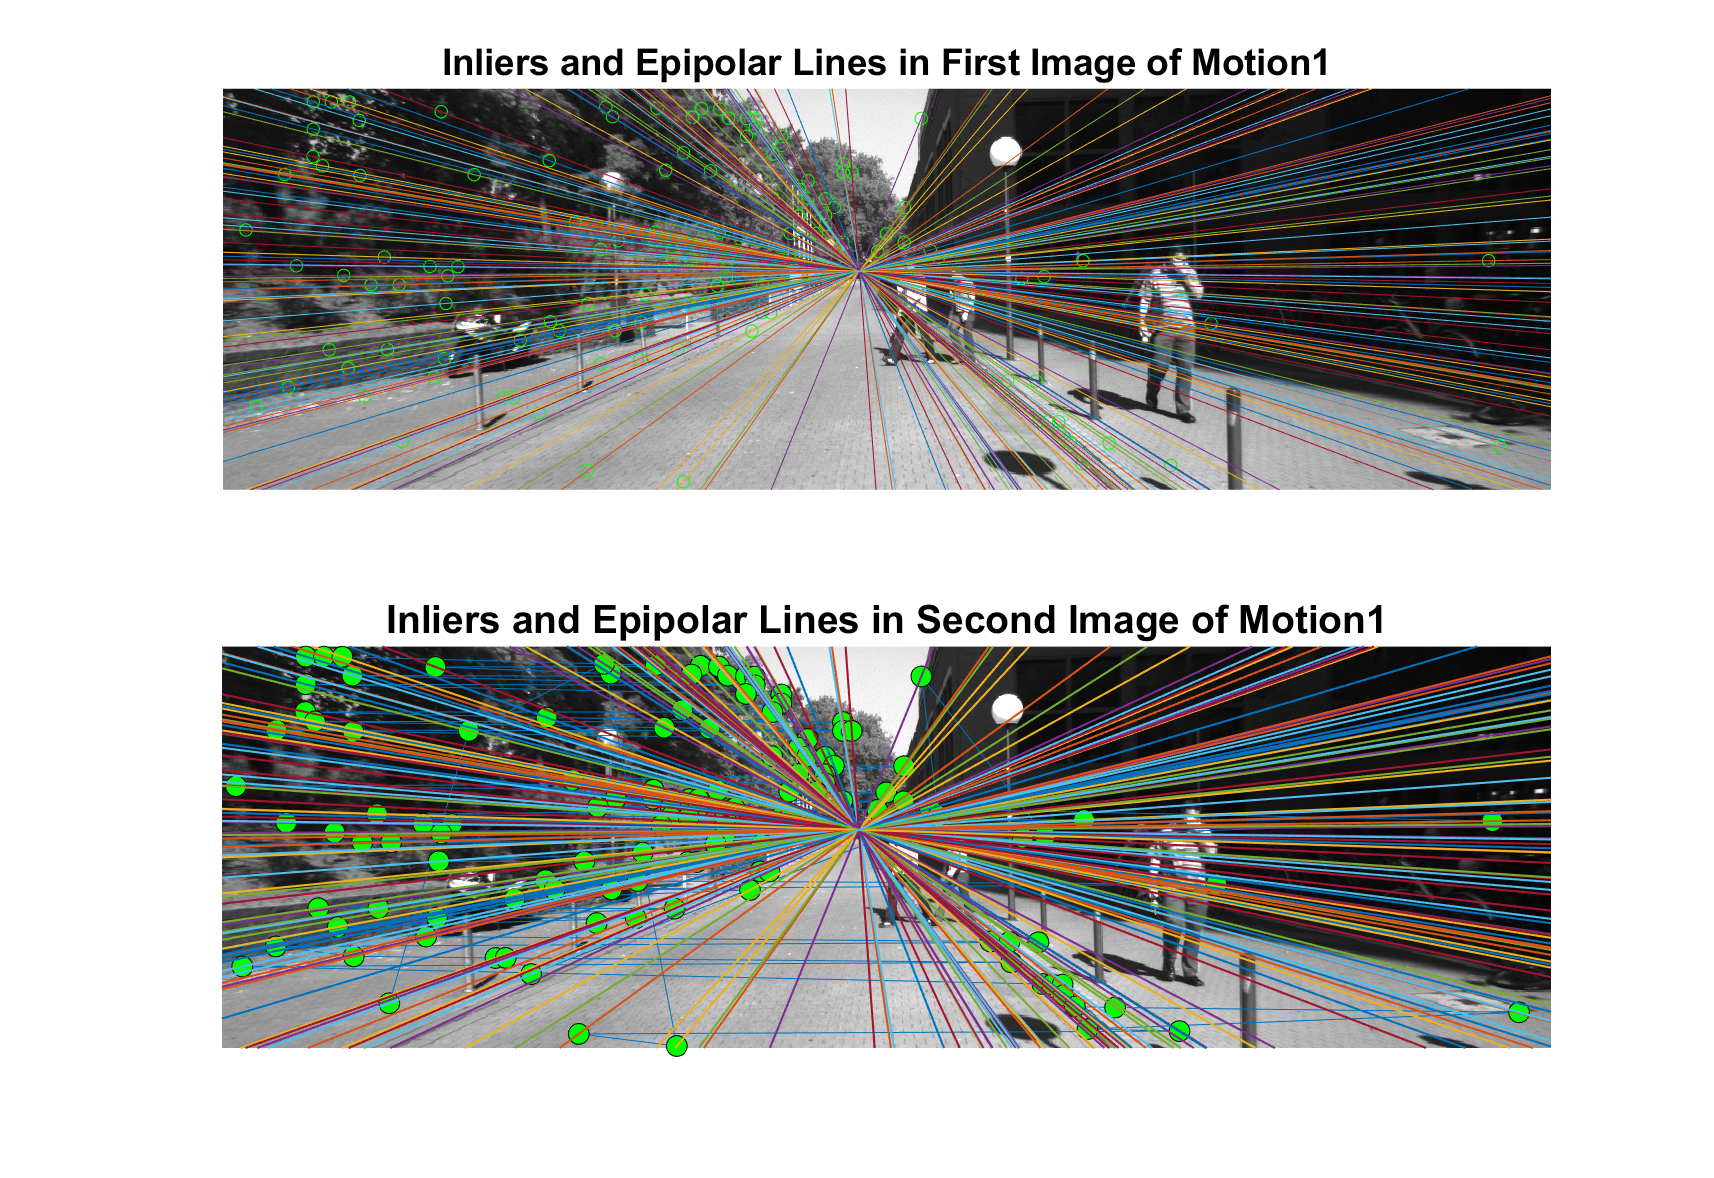 Inliers and Epipolar Lines in First Image of Motion1
Inliers and Epipolar Lines in Second Image of Motion1